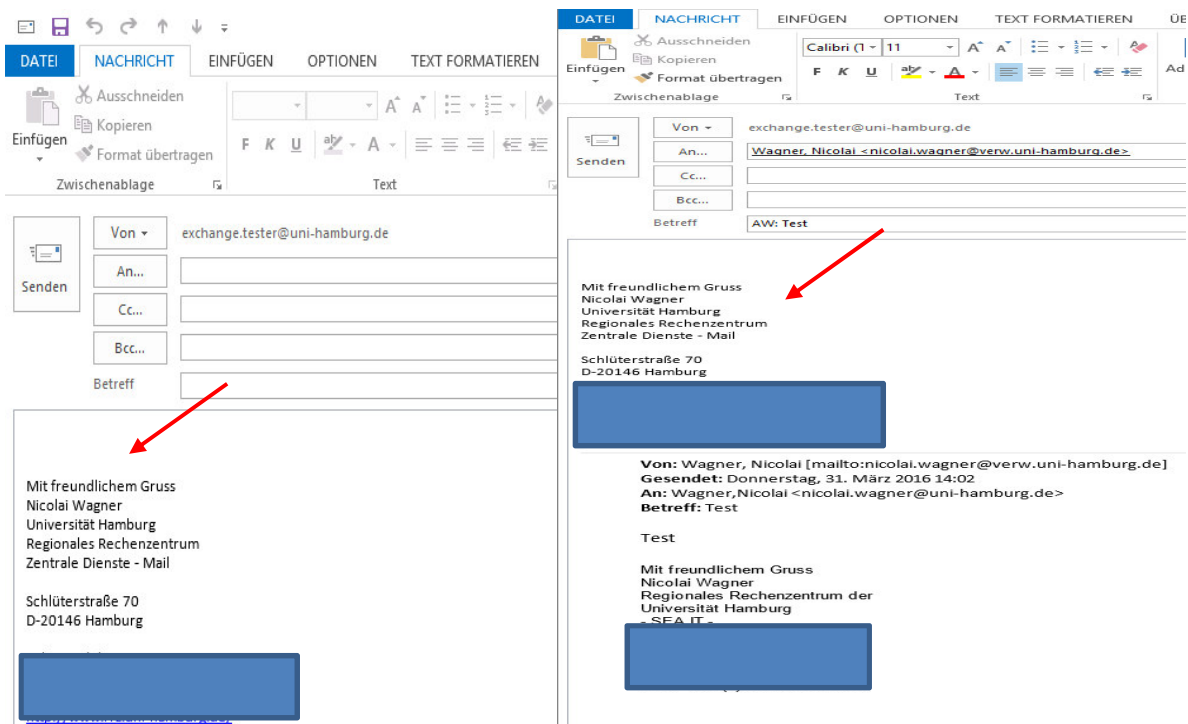 DATEI NACHRICHT EINFÜGEN OPTIONEN TEXT FORMATIEREN
Ausschneiden
Kopieren
Format übertragen
Einfügen
F K U
Zwischenablage
Text
Senden
Von
exchange.tester@uni-hamburg.de
An...
Cc...
Bcc...
Betreff
Mit freundlichem Gruss
Nicolai Wagner
Universität Hamburg
Regionales Rechenzentrum
Zentrale Dienste - Mail
Schlüterstraße 70
D-20146 Hamburg
DATEI NACHRICHT EINFÜGEN OPTIONEN TEXT FORMATIEREN ÜB
Ausschneiden
Kopieren
Format übertragen
Einfügen
Calibri (T 11
F K U
Ad
Zwischenablage
Text
Senden
Von
exchange.tester@uni-hamburg.de
An...
Wagner, Nicolai <nicolai.wagner@verw.uni-hamburg.de>
Cc...
Bcc...
Betreff
AW: Test
Mit freundlichem Gruss
Nicolai Wagner
Universität Hamburg
Regionales Rechenzentrum
Zentrale Dienste - Mail
Schlüterstraße 70
D-20146 Hamburg
Von: Wagner, Nicolai [mailto:nicolai.wagner@verw.uni-hamburg.de]
Gesendet: Donnerstag, 31. März 2016 14:02
An: Wagner,Nicolai <nicolai.wagner@uni-hamburg.de>
Betreff: Test
Test
Mit freundlichem Gruss
Nicolai Wagner
Regionales Rechenzentrum der
Universität Hamburg
- SEA IT -